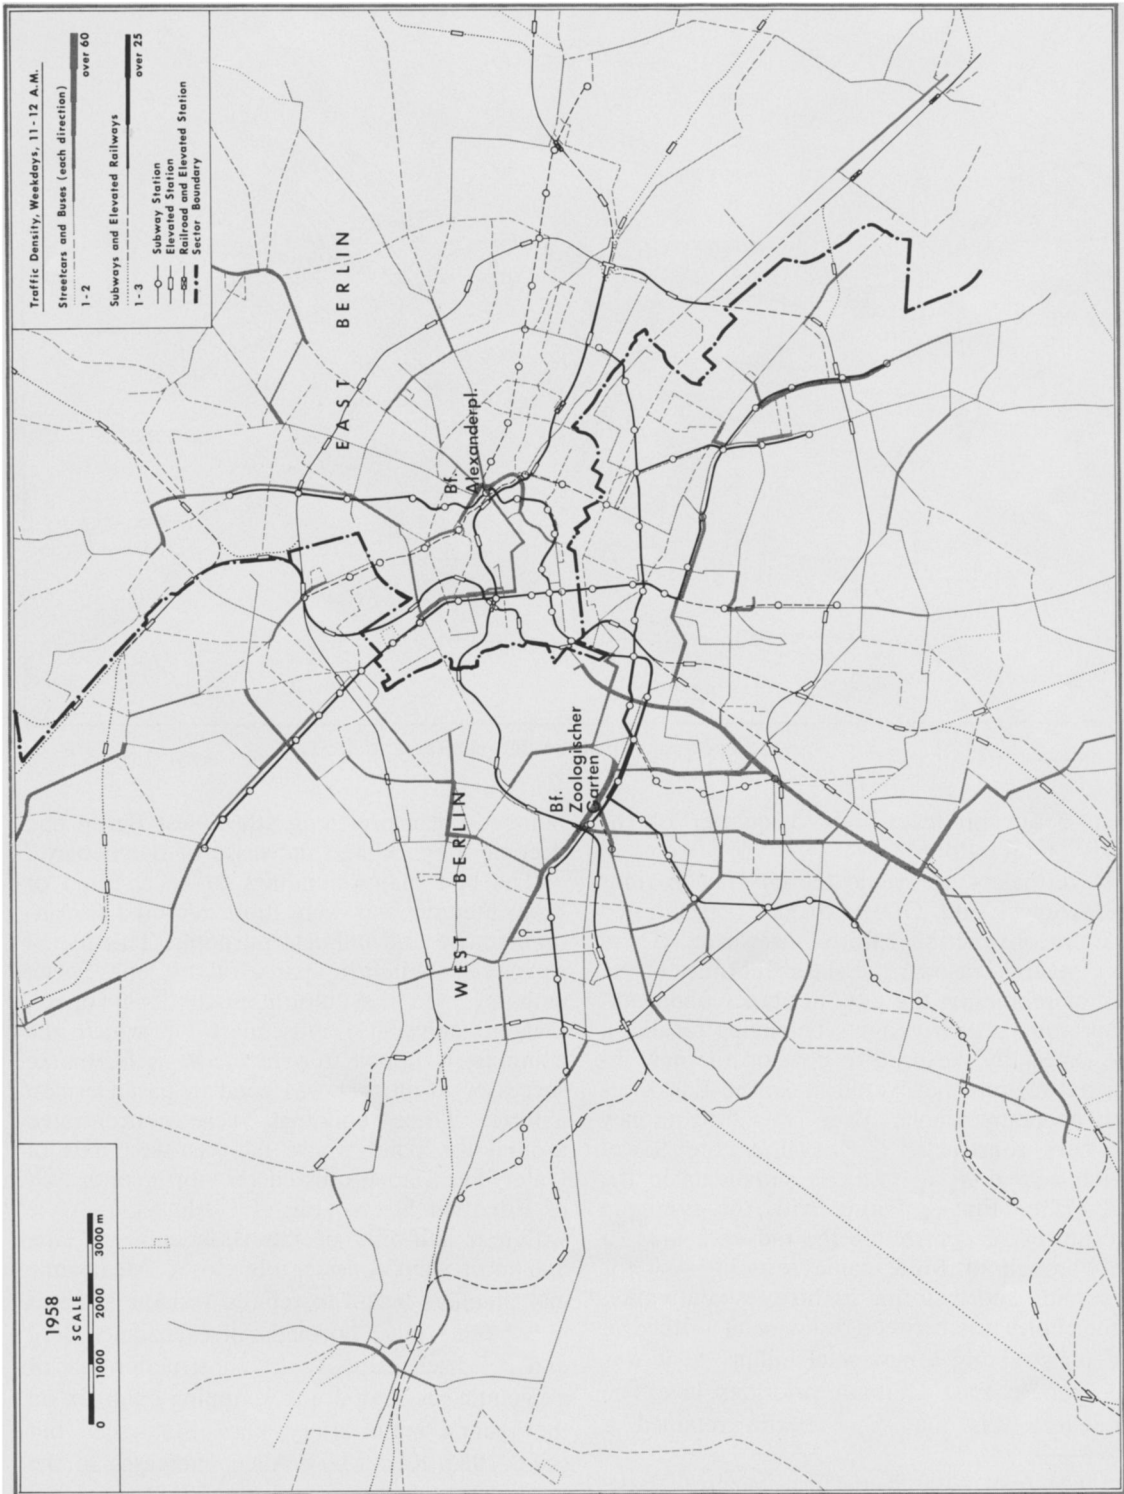 Traffic Density, Weekdays, 11-12 A.M.
Streetcars and Buses (each direction)
1-2
over 60
Subways and Elevated Railways
1-3
over 25
Subway Station
Elevated Station
Railroad and Elevated Station
Sector Boundary
EAST BERLIN
Bf.
Alexanderpl.
WEST BERLIN
Bf.
Zoologischer
Garten
1958
SCALE
0 1000 2000 3000 m